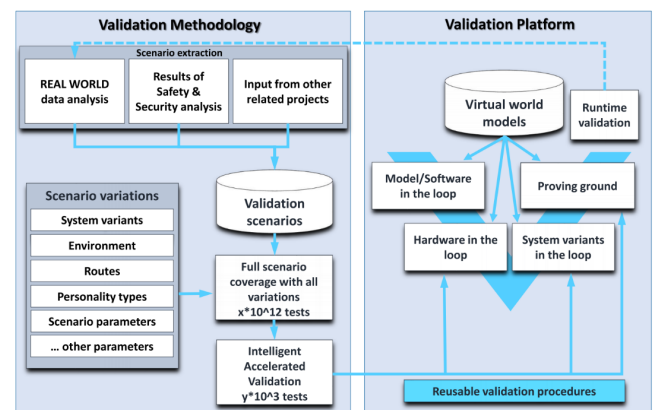 Validation Methodology
Scenario extraction
REAL WORLD
data analysis
Results of
Safety &
Security analysis
Input from other
related projects
Scenario variations
System variants
Environment
Routes
Personality types
Scenario parameters
... other parameters
Validation
scenarios
Full scenario
coverage with all
variations
x*10^12 tests
Intelligent
Accelerated
Validation
y*10^3 tests
Validation Platform
Virtual world
models
Runtime
validation
Model/Software
in the loop
Proving ground
Hardware in the
loop
System variants
in the loop
Reusable validation procedures